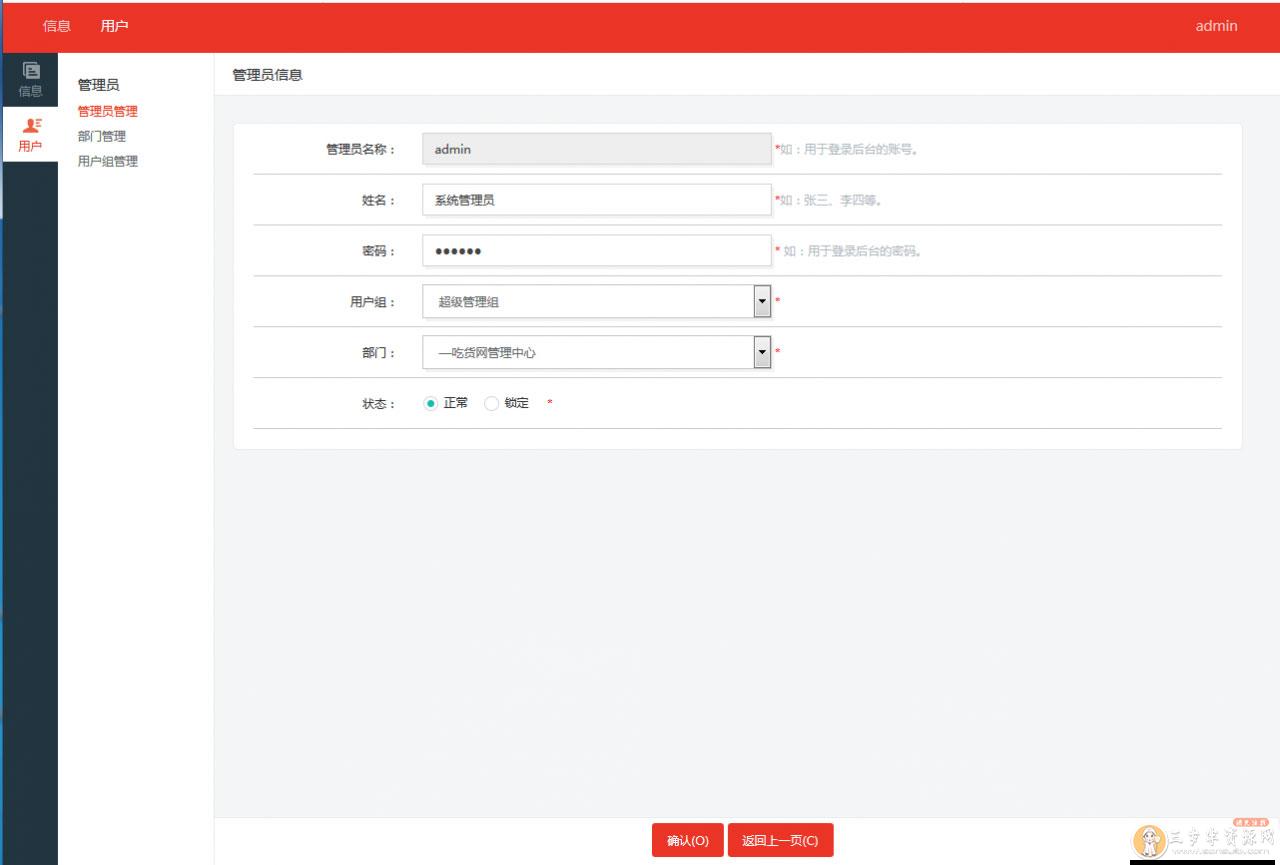 信息 用户 admin
信息
用户
管理员
管理员管理
部门管理
用户组管理
管理员信息
管理员名称： admin *如：用于登录后台的账号。
姓名： 系统管理员 *如：张三、李四等。
密码： ●●●●●● * 如：用于登录后台的密码。
用户组： 超级管理组 *
部门： —吃货网管理中心 *
状态： 正常 锁定 *
确认(O) 返回上一页(C)
三步半资源网